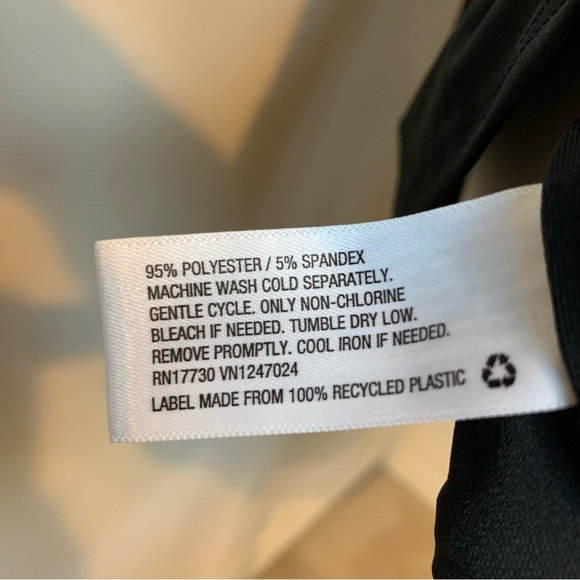 95% POLYESTER / 5% SPANDEX
MACHINE WASH COLD SEPARATELY.
GENTLE CYCLE. ONLY NON-CHLORINE
BLEACH IF NEEDED. TUMBLE DRY LOW.
REMOVE PROMPTLY. COOL IRON IF NEEDED.
RN17730 VN1247024
LABEL MADE FROM 100% RECYCLED PLASTIC